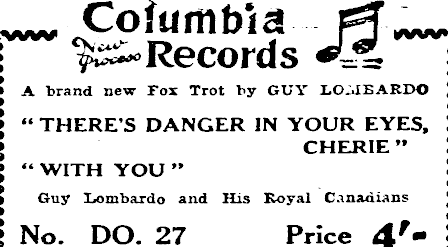 Columbia
New Process Records
A brand new Fox Trot by GUY LOMBARDO
"THERE'S DANGER IN YOUR EYES,
CHERIE"
"WITH YOU"
Guy Lombardo and His Royal Canadians
No. DO. 27 Price 4'-